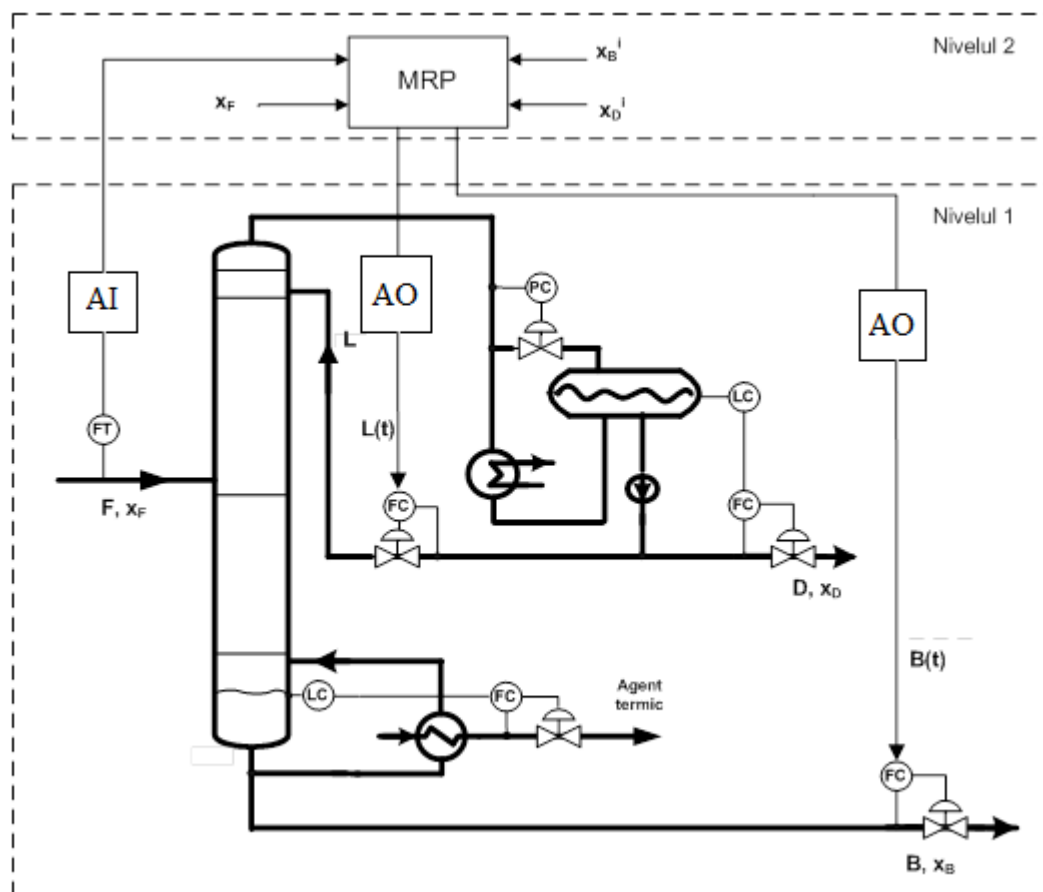 Nivelul 2
MRP
x_B^i
x_F
x_D^i
Nivelul 1
AI
AO
AO
PC
L
LC
FT
L(t)
F, x_F
FC
FC
D, x_D
B(t)
LC
FC
Agent
termic
FC
B, x_B